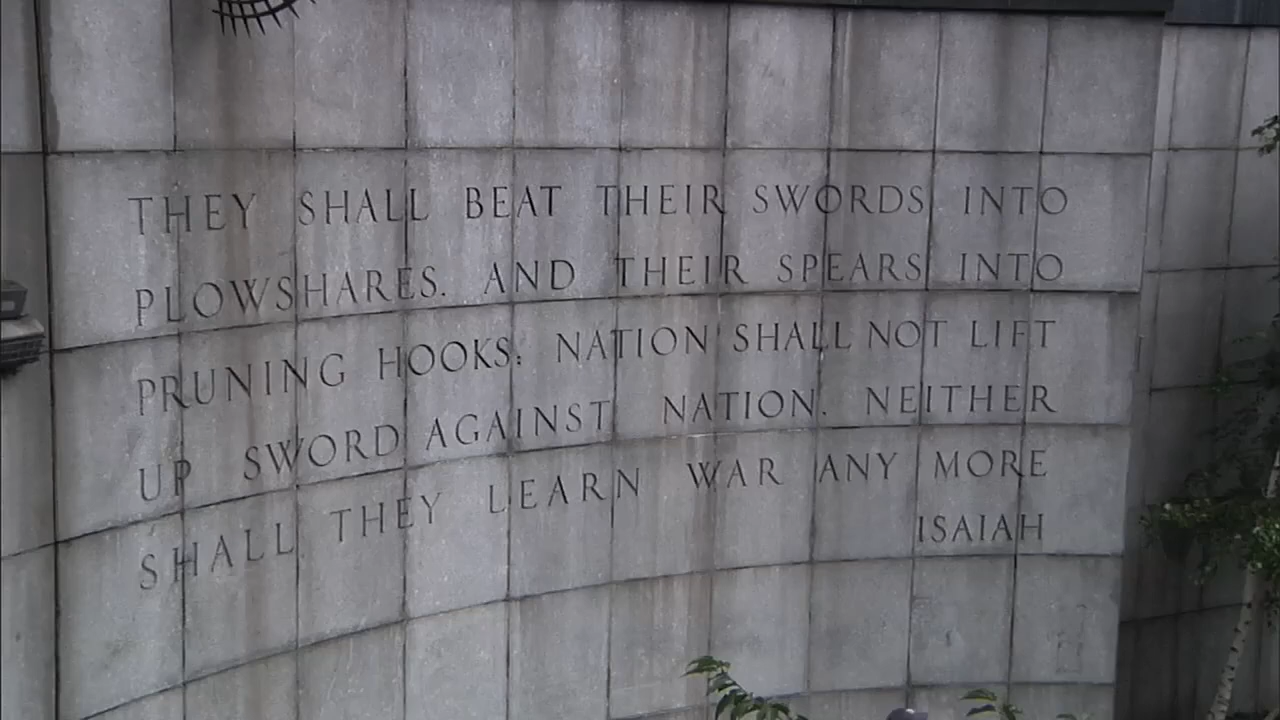 THEY SHALL BEAT THEIR SWORDS INTO
PLOWSHARES. AND THEIR SPEARS INTO
PRUNING HOOKS: NATION SHALL NOT LIFT
UP SWORD AGAINST NATION. NEITHER
SHALL THEY LEARN WAR ANY MORE
ISAIAH